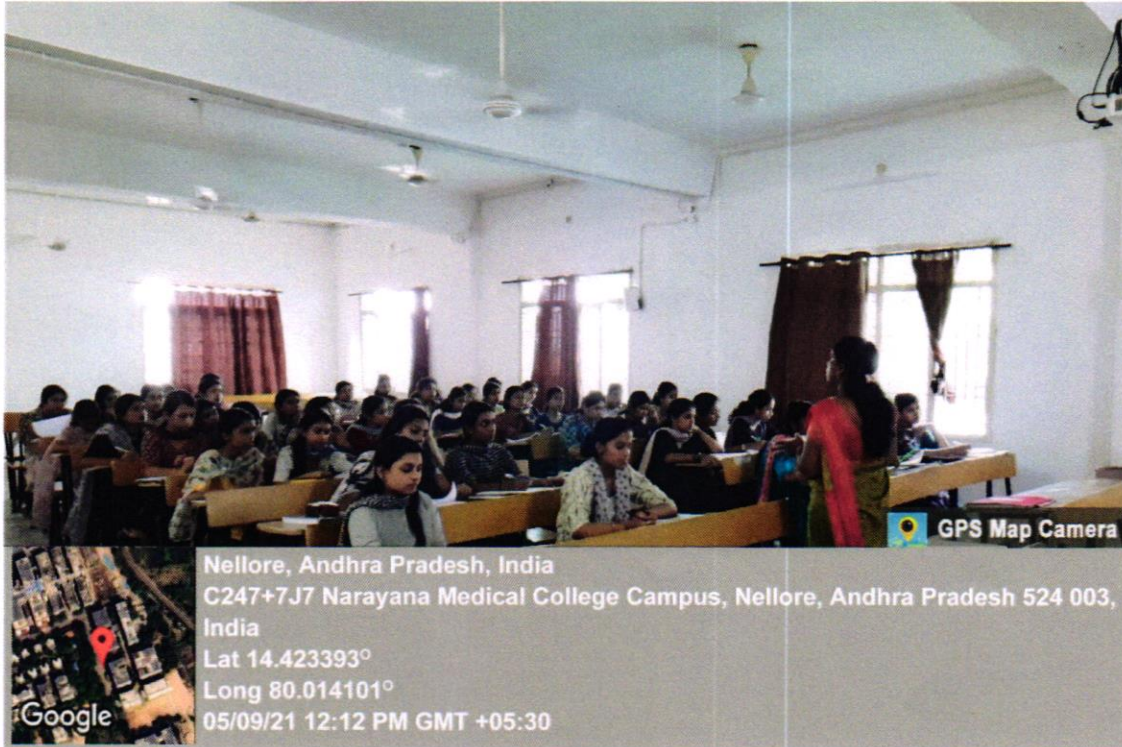 GPS Map Camera
Nellore, Andhra Pradesh, India
C247+7J7 Narayana Medical College Campus, Nellore, Andhra Pradesh 524 003,
India
Lat 14.423393°
Long 80.014101°
05/09/21 12:12 PM GMT +05:30
Google